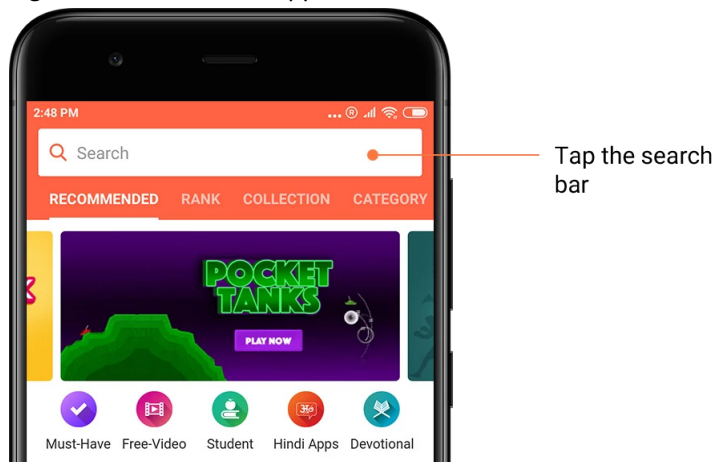 2:48 PM
Search
Tap the search
bar
RECOMMENDED RANK COLLECTION CATEGORY
POCKET
TANKS
PLAY NOW
Must-Have Free-Video Student Hindi Apps Devotional